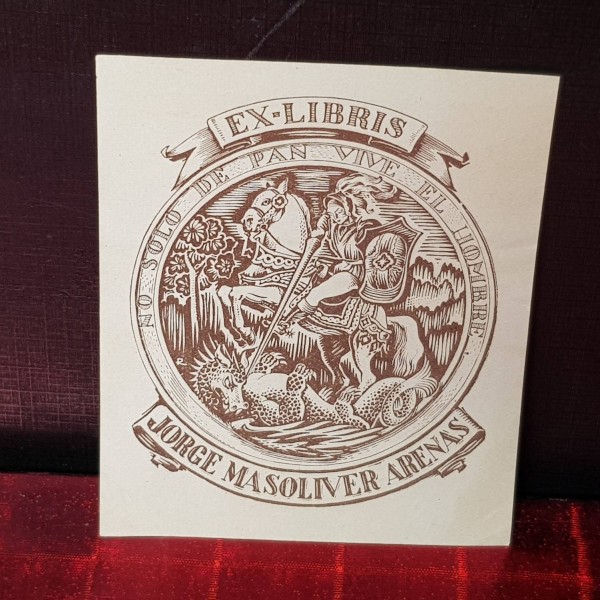 EX-LIBRIS
NO SOLO DE PAN VIVE EL HOMBRE
JORGE MASOLIVER ARENAS